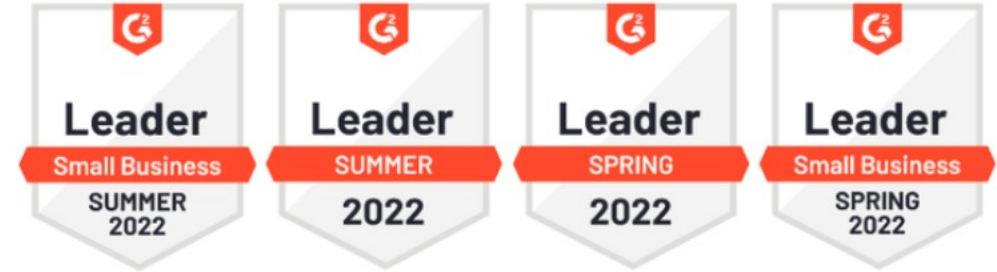 G2
Leader
Small Business
SUMMER
2022
G2
Leader
SUMMER
2022
G2
Leader
SPRING
2022
G2
Leader
Small Business
SPRING
2022